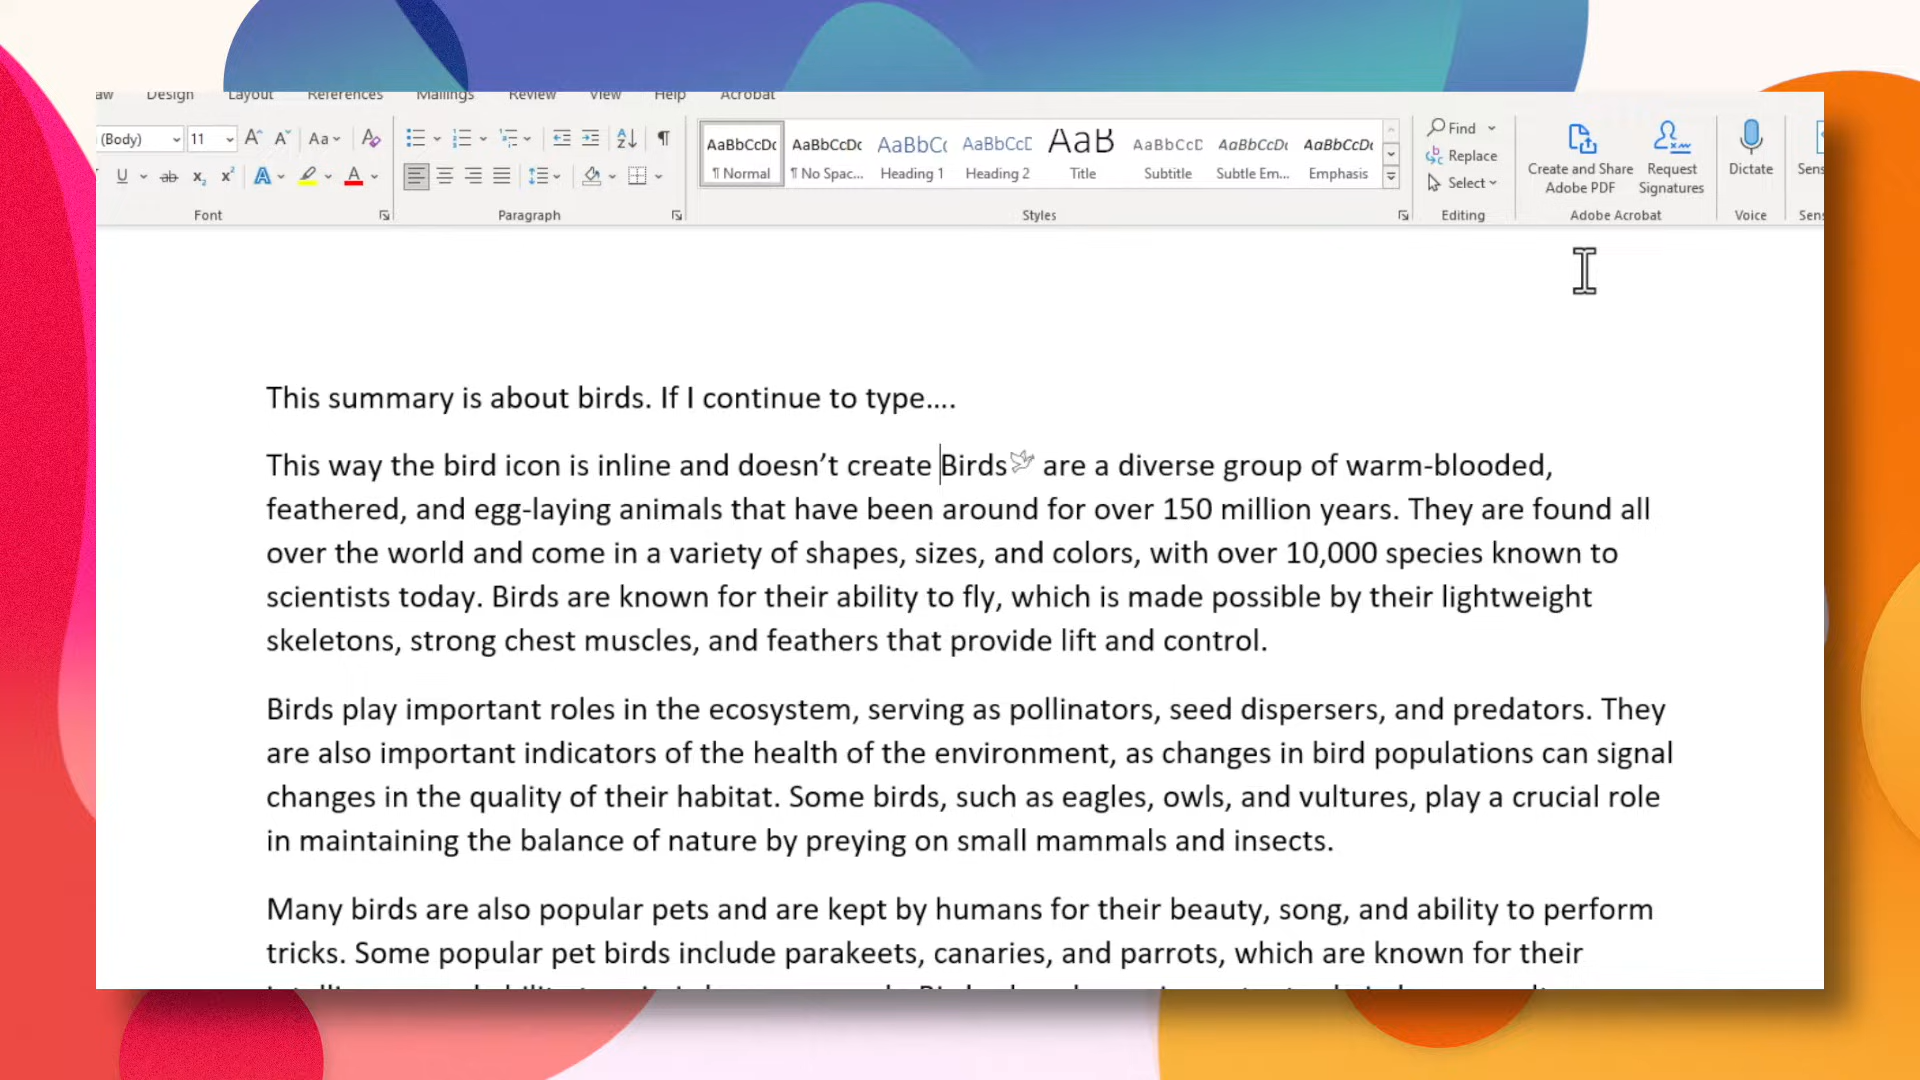 aw Design Layout References Mailings Review View Help Acrobat
(Body) 11 Aa
Find
Replace
Select
AaBbCcDc AaBbCcDc AaBbC( AaBbCcD AaB AaBbCcD AaBbCcD( AaBbCcD(
¶ Normal ¶ No Spac... Heading 1 Heading 2 Title Subtitle Subtle Em... Emphasis
Create and Share
Adobe PDF
Request
Signatures
Dictate
Sens
Font Paragraph Styles Editing Adobe Acrobat Voice Sens
This summary is about birds. If I continue to type....
This way the bird icon is inline and doesn’t create Birds are a diverse group of warm-blooded,
feathered, and egg-laying animals that have been around for over 150 million years. They are found all
over the world and come in a variety of shapes, sizes, and colors, with over 10,000 species known to
scientists today. Birds are known for their ability to fly, which is made possible by their lightweight
skeletons, strong chest muscles, and feathers that provide lift and control.
Birds play important roles in the ecosystem, serving as pollinators, seed dispersers, and predators. They
are also important indicators of the health of the environment, as changes in bird populations can signal
changes in the quality of their habitat. Some birds, such as eagles, owls, and vultures, play a crucial role
in maintaining the balance of nature by preying on small mammals and insects.
Many birds are also popular pets and are kept by humans for their beauty, song, and ability to perform
tricks. Some popular pet birds include parakeets, canaries, and parrots, which are known for their